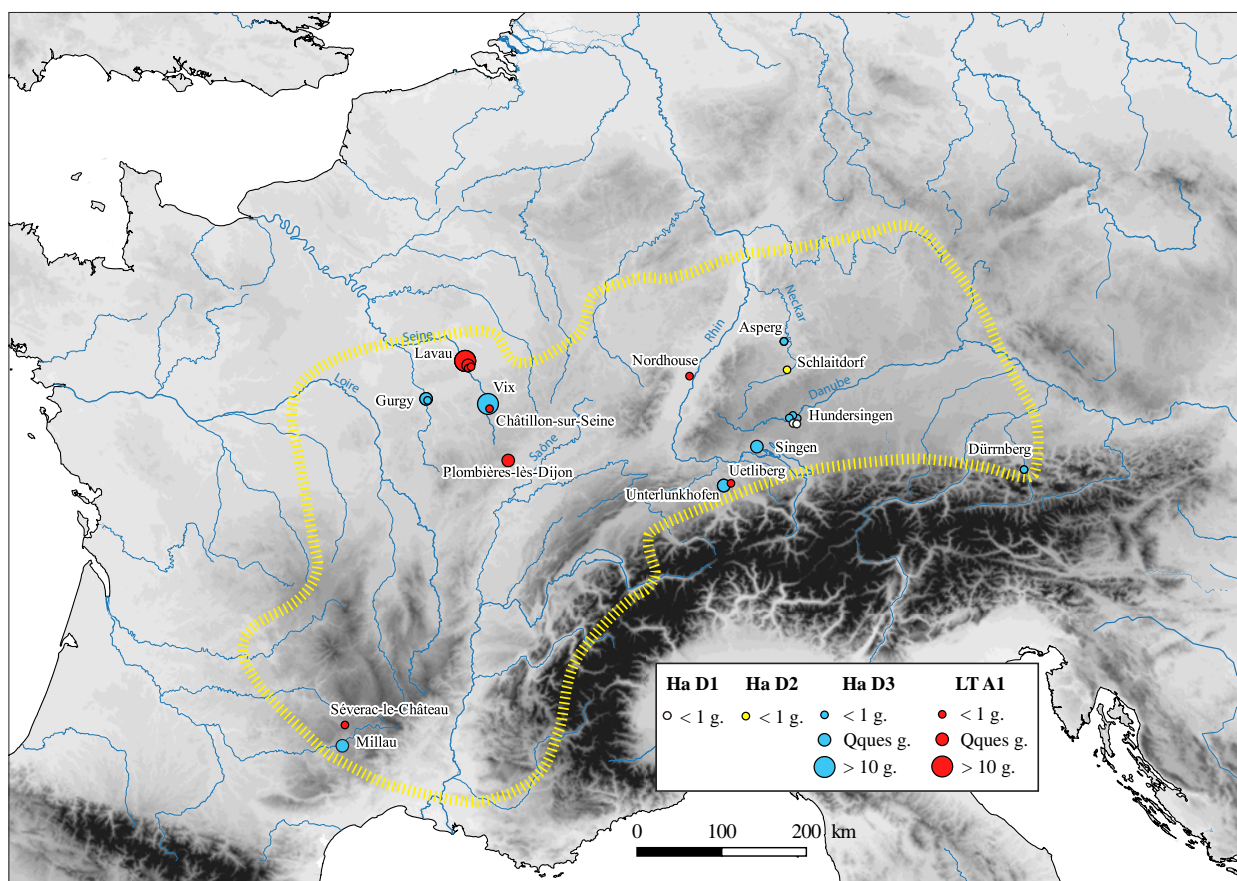 Seine
Lavau
Loire
Gurgy
Vix
Châtillon-sur-Seine
Saône
Plombières-lès-Dijon
Rhin
Neckar
Asperg
Schlaitdorf
Nordhouse
Danube
Hundersingen
Singen
Dürrnberg
Uetliberg
Unterlunkhofen
Séverac-le-Château
Millau
Ha D1 Ha D2 Ha D3 LT A1
< 1 g. < 1 g. < 1 g. < 1 g.
Qques g. Qques g.
> 10 g. > 10 g.
0 100 200 km